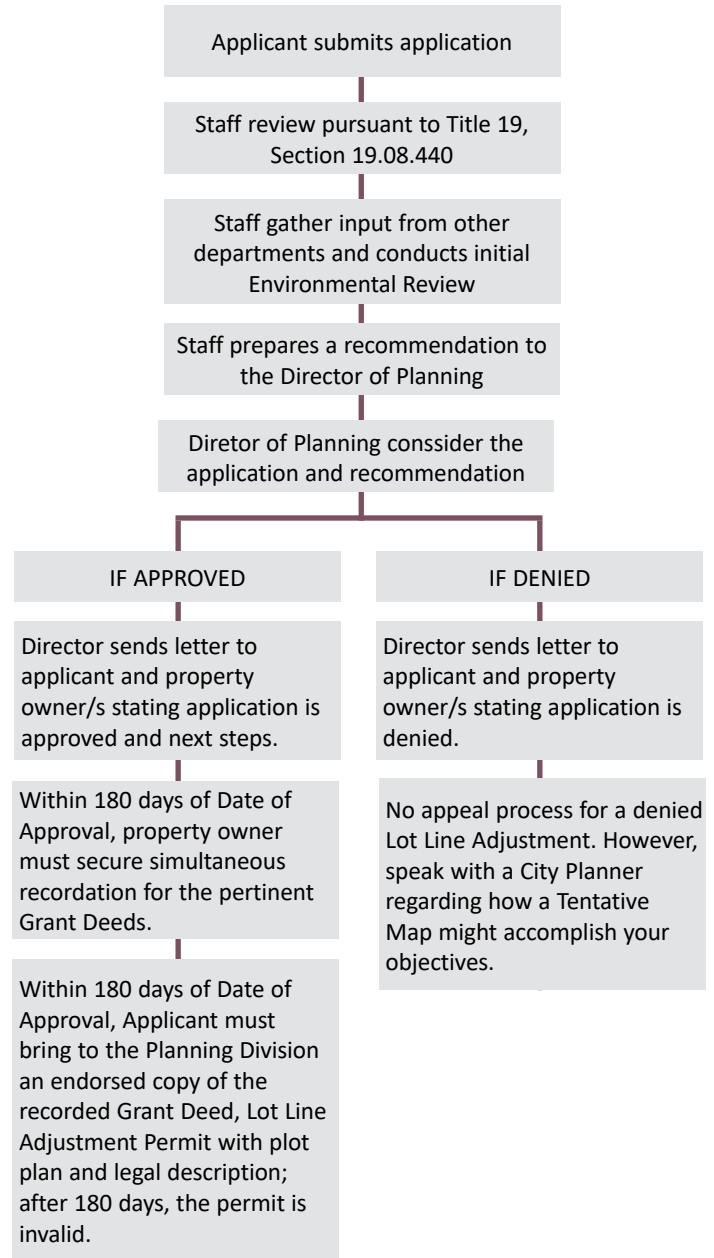 Applicant submits application
Staff review pursuant to Title 19,
Section 19.08.440
Staff gather input from other
departments and conducts initial
Environmental Review
Staff prepares a recommendation to
the Director of Planning
Diretor of Planning conssider the
application and recommendation
IF APPROVED
Director sends letter to
applicant and property
owner/s stating application is
approved and next steps.
Within 180 days of Date of
Approval, property owner
must secure simultaneous
recordation for the pertinent
Grant Deeds.
Within 180 days of Date of
Approval, Applicant must
bring to the Planning Division
an endorsed copy of the
recorded Grant Deed, Lot Line
Adjustment Permit with plot
plan and legal description;
after 180 days, the permit is
invalid.
IF DENIED
Director sends letter to
applicant and property
owner/s stating application is
denied.
No appeal process for a denied
Lot Line Adjustment. However,
speak with a City Planner
regarding how a Tentative
Map might accomplish your
objectives.